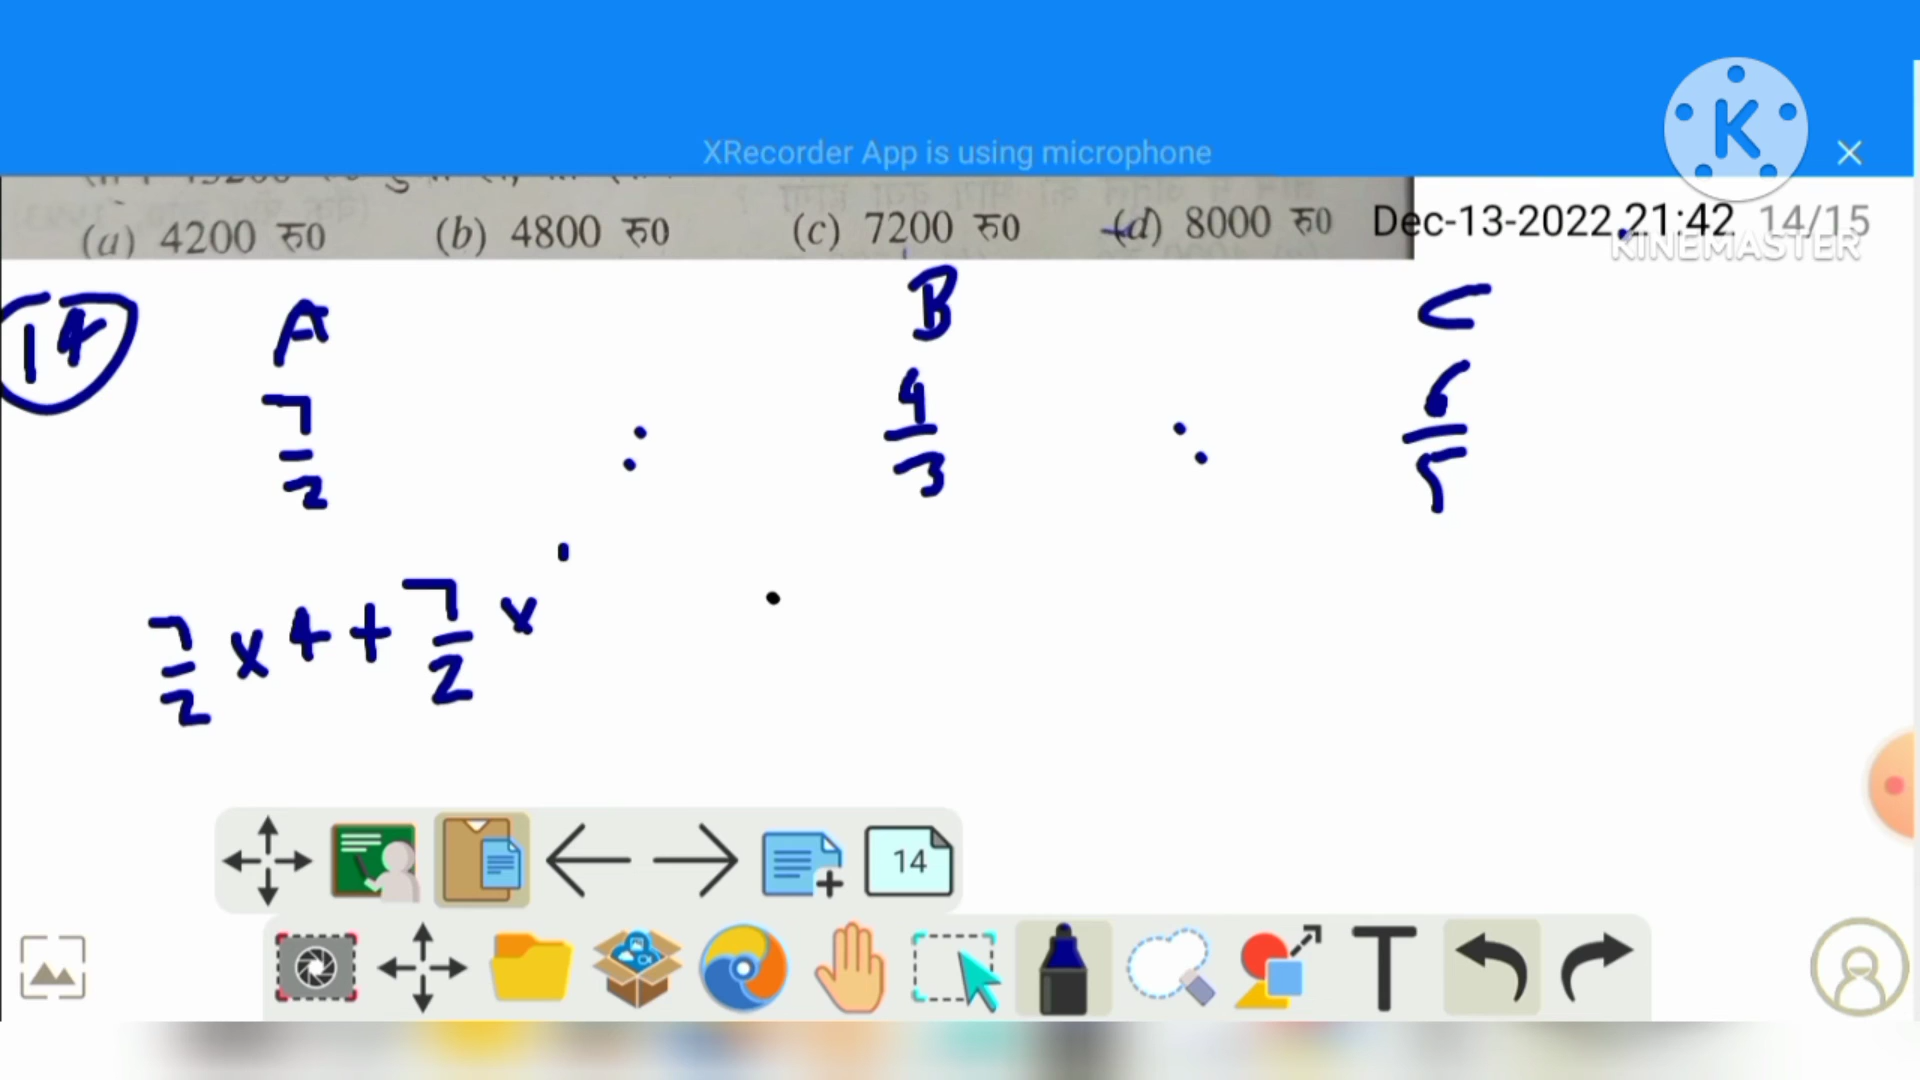 XRecorder App is using microphone
K
×
(a) 4200 रु0 (b) 4800 रु0 (c) 7200 रु0 (d) 8000 रु0 Dec-13-2022,21:42 14/15
KINEMASTER
14 A B C
7/2 : 4/3 : 6/5
7/2 x 4 + 7/2 x
14
T